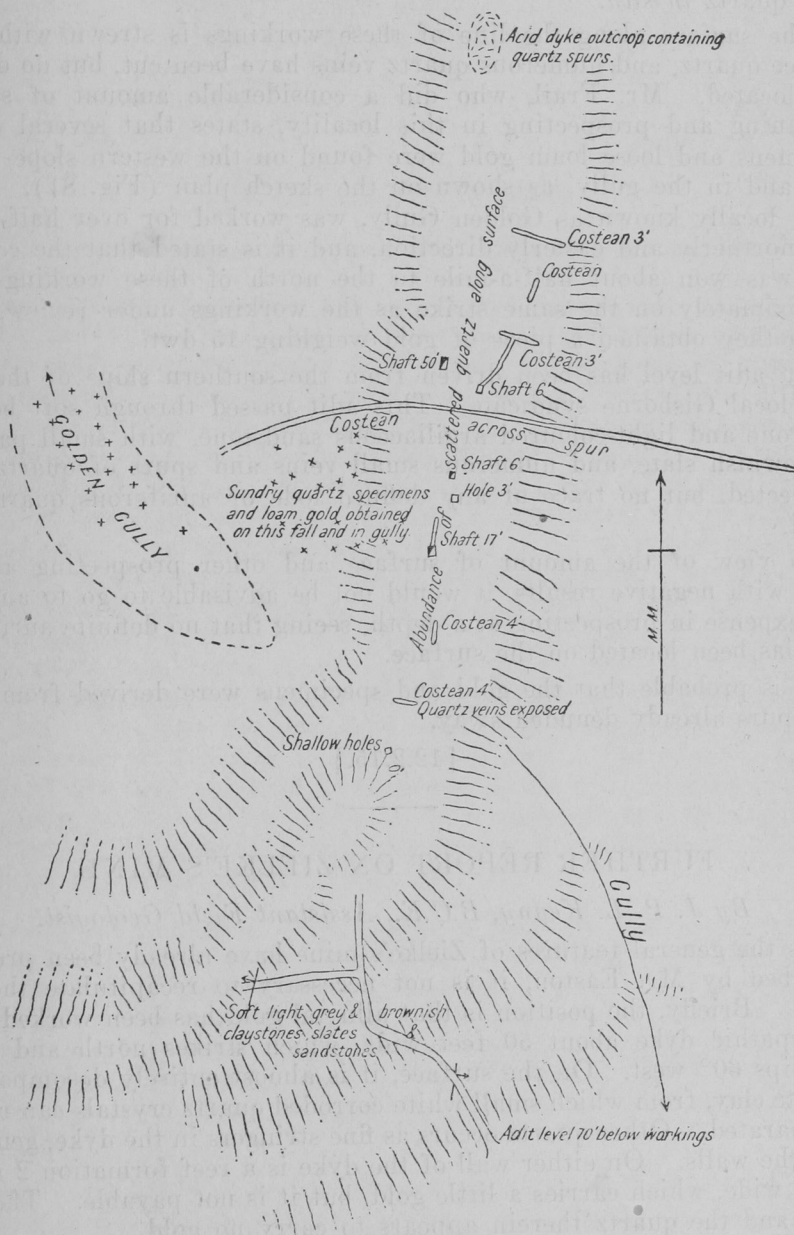 Acid dyke outcrop containing
quartz spurs.
Costean 3'
Costean
Costean 3'
Shaft 50'
Shaft 6'
Costean across spur
Abundance of scattered quartz along surface
Shaft 6'
Hole 3'
Shaft 17'
GOLDEN GULLY
Sundry quartz specimens
and loam gold obtained
on this fall and in gully.
M M
Costean 4'
Costean 4'
Quartz veins exposed
Shallow holes
Gully
Soft light grey & brownish
claystones, slates &
sandstones
Adit level 70' below workings